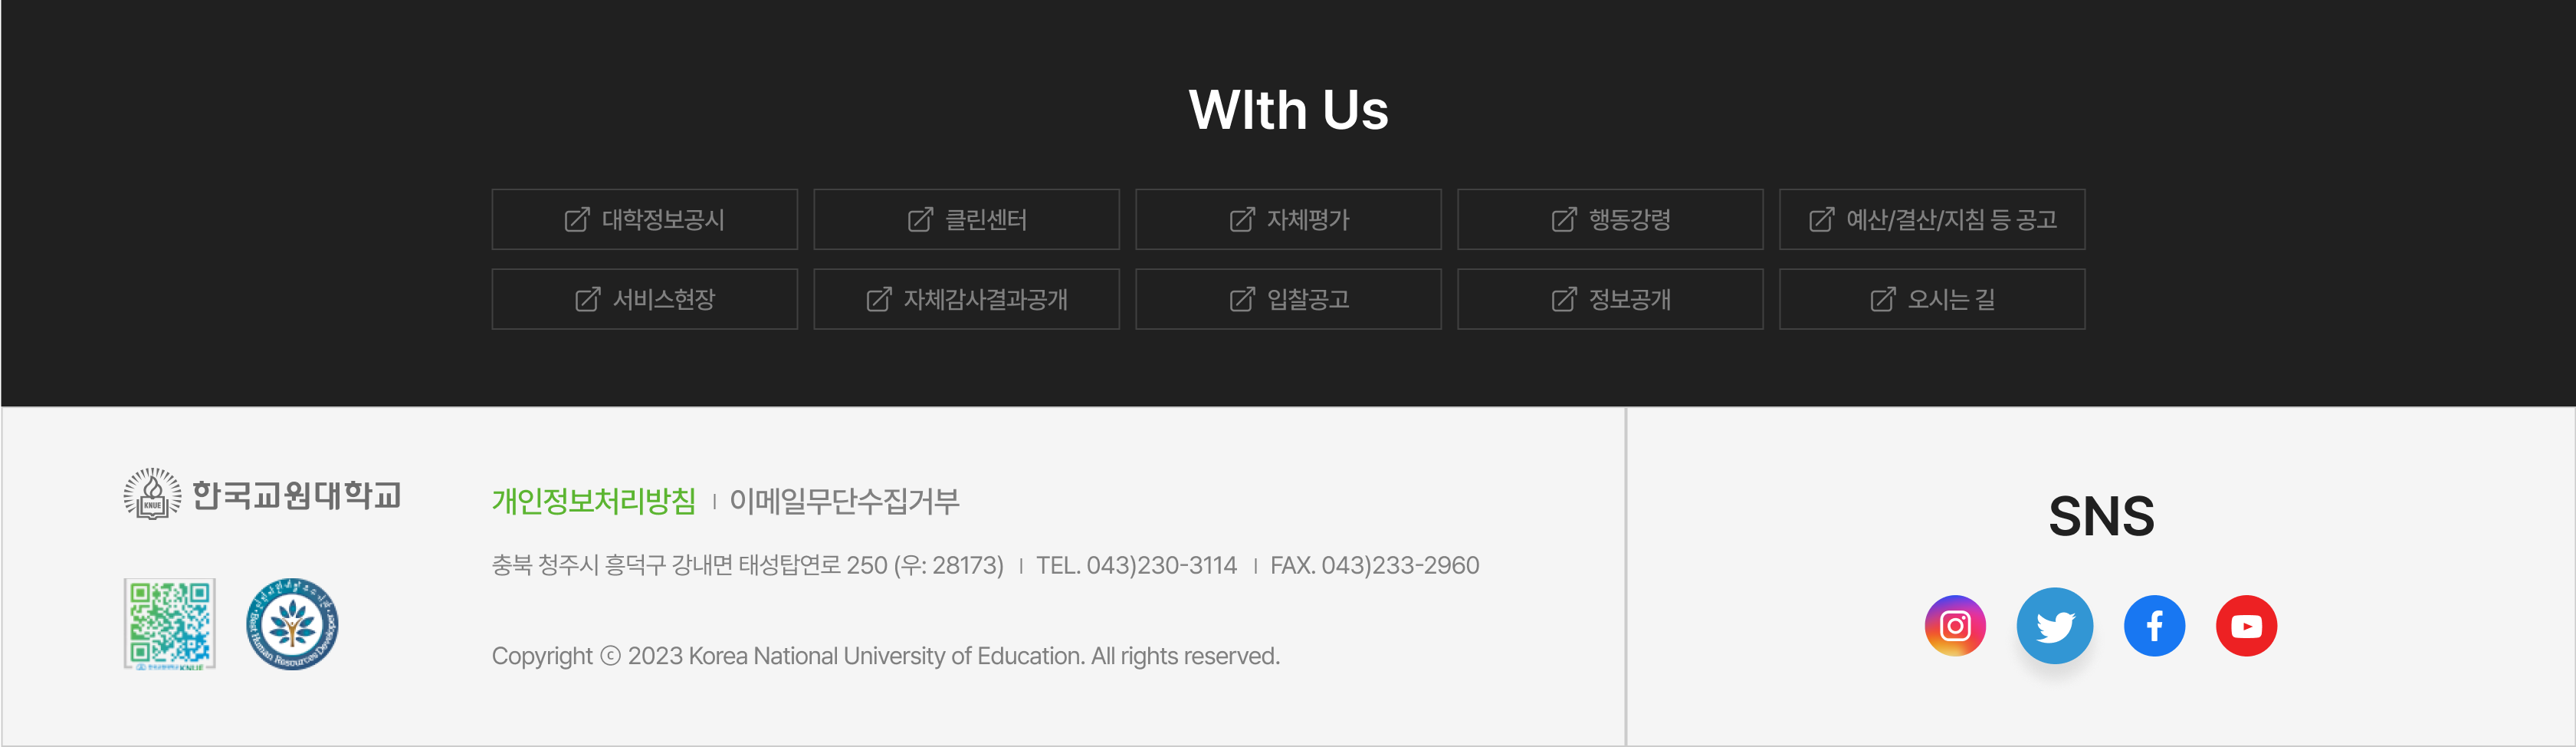 WIth Us
대학정보공시
클린센터
자체평가
행동강령
예산/결산/지침 등 공고
서비스현장
자체감사결과공개
입찰공고
정보공개
오시는 길
한국교원대학교
KNUE
개인정보처리방침 | 이메일무단수집거부
충북 청주시 흥덕구 강내면 태성탑연로 250 (우: 28173) | TEL. 043)230-3114 | FAX. 043)233-2960
KNUE
Best Human Resources Developer
Copyright ⓒ 2023 Korea National University of Education. All rights reserved.
SNS